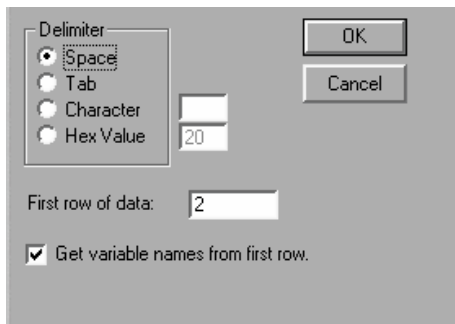 Delimiter
Space
Tab
Character
Hex Value 20
OK
Cancel
First row of data: 2
Get variable names from first row.